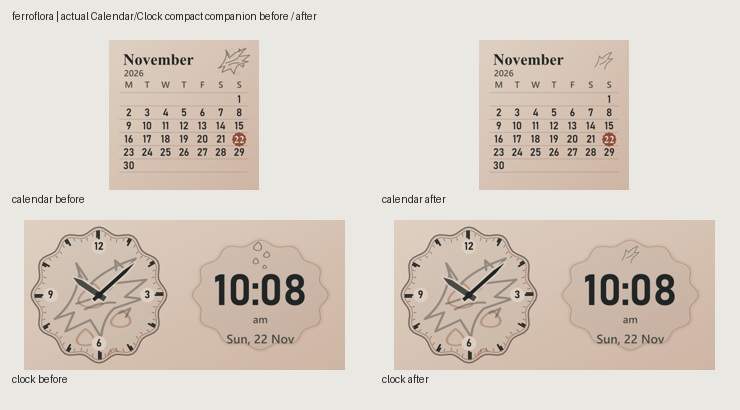 ferroflora | actual Calendar/Clock compact companion before / after
November
2026
M T W T F S S
1
2 3 4 5 6 7 8
9 10 11 12 13 14 15
16 17 18 19 20 21 22
23 24 25 26 27 28 29
30
calendar before
November
2026
M T W T F S S
1
2 3 4 5 6 7 8
9 10 11 12 13 14 15
16 17 18 19 20 21 22
23 24 25 26 27 28 29
30
calendar after
12
9 3
6
10:08
am
Sun, 22 Nov
clock before
12
9 3
6
10:08
am
Sun, 22 Nov
clock after